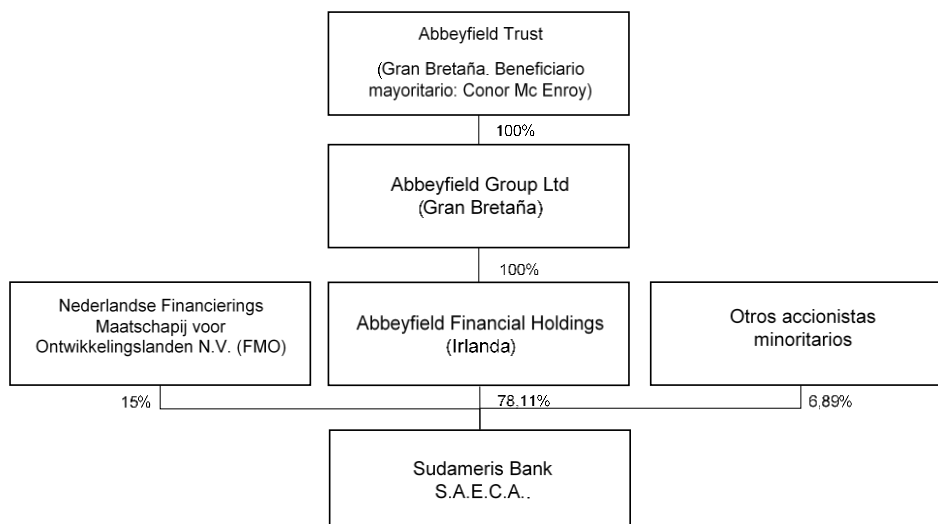 Abbeyfield Trust
(Gran Bretaña. Beneficiario
mayoritario: Conor Mc Enroy)
100%
Abbeyfield Group Ltd
(Gran Bretaña)
100%
Nederlandse Financierings
Maatschapij voor
Ontwikkelingslanden N.V. (FMO)
Abbeyfield Financial Holdings
(Irlanda)
Otros accionistas
minoritarios
15%
78,11%
6,89%
Sudameris Bank
S.A.E.C.A..